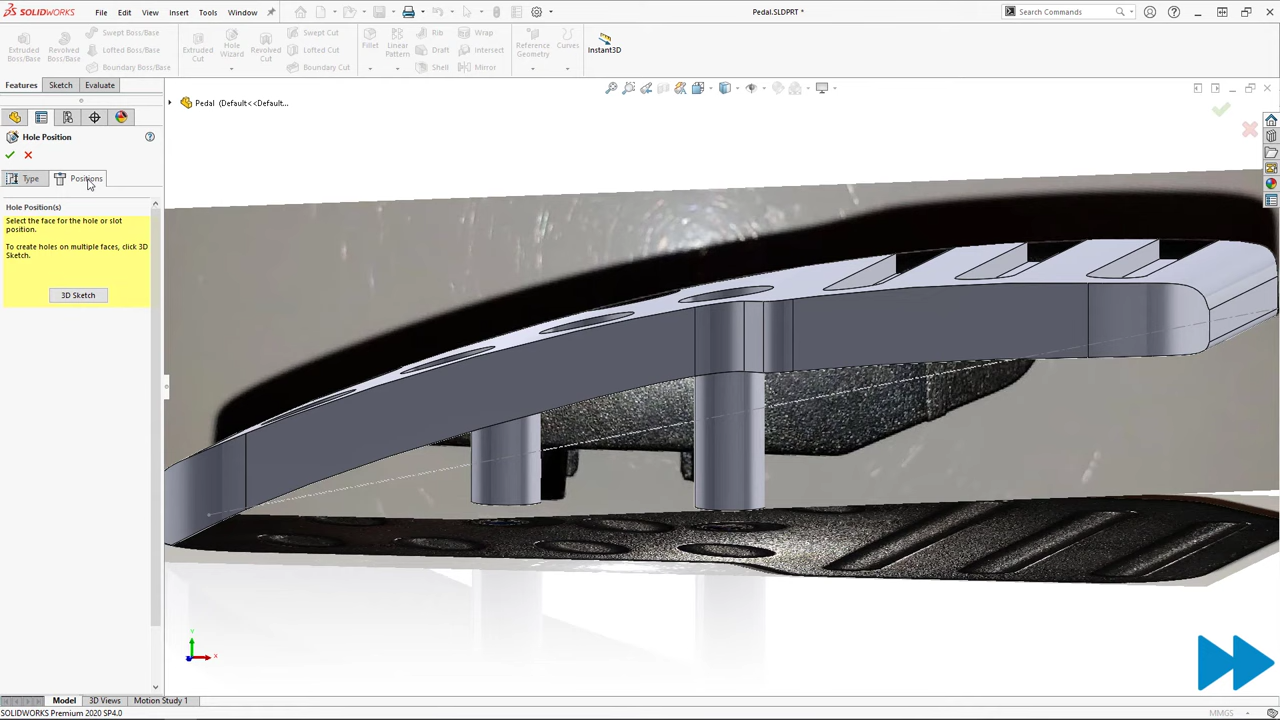 SOLIDWORKS
File
Edit
View
Insert
Tools
Window
Pedal.SLDPRT *
Search Commands
Extruded Boss/Base
Revolved Boss/Base
Swept Boss/Base
Lofted Boss/Base
Boundary Boss/Base
Extruded Cut
Hole Wizard
Revolved Cut
Swept Cut
Lofted Cut
Boundary Cut
Fillet
Linear Pattern
Rib
Draft
Shell
Wrap
Intersect
Mirror
Reference Geometry
Curves
Instant3D
Features
Sketch
Evaluate
Pedal (Default<<Default...
Hole Position
Type
Positions
Hole Position(s)
Select the face for the hole or slot
position.
To create holes on multiple faces, click 3D
Sketch.
3D Sketch
Y
X
Model
3D Views
Motion Study 1
SOLIDWORKS Premium 2020 SP4.0
MMGS